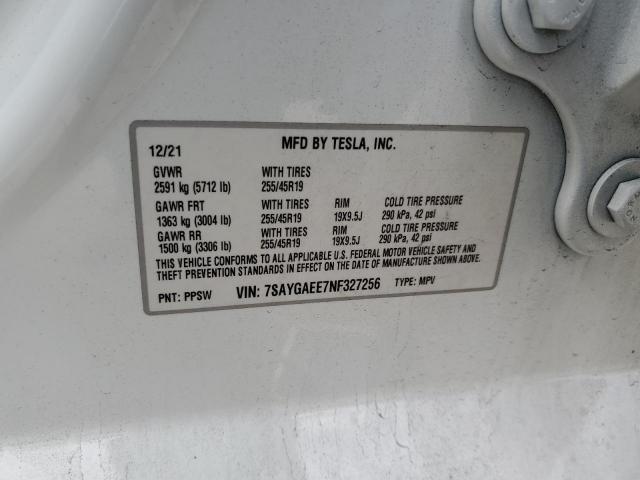 12/21 MFD BY TESLA, INC.
GVWR WITH TIRES
2591 kg (5712 lb) 255/45R19
GAWR FRT WITH TIRES RIM COLD TIRE PRESSURE
1363 kg (3004 lb) 255/45R19 19X9.5J 290 kPa, 42 psi
GAWR RR WITH TIRES RIM COLD TIRE PRESSURE
1500 kg (3306 lb) 255/45R19 19X9.5J 290 kPa, 42 psi
THIS VEHICLE CONFORMS TO ALL APPLICABLE U.S. FEDERAL MOTOR VEHICLE SAFETY AND
THEFT PREVENTION STANDARDS IN EFFECT ON THE DATE OF MANUFACTURE SHOWN ABOVE.
PNT: PPSW VIN: 7SAYGAEE7NF327256 TYPE: MPV